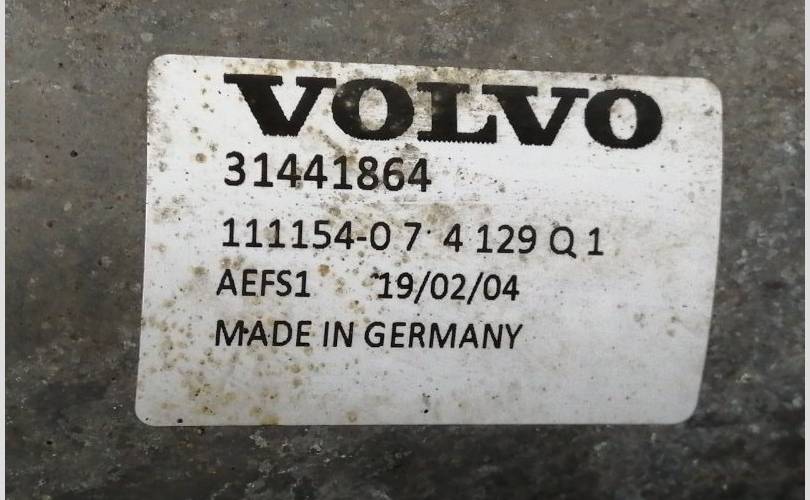 VOLVO
31441864
111154-0 7 4 129 Q 1
AEFS1 19/02/04
MADE IN GERMANY